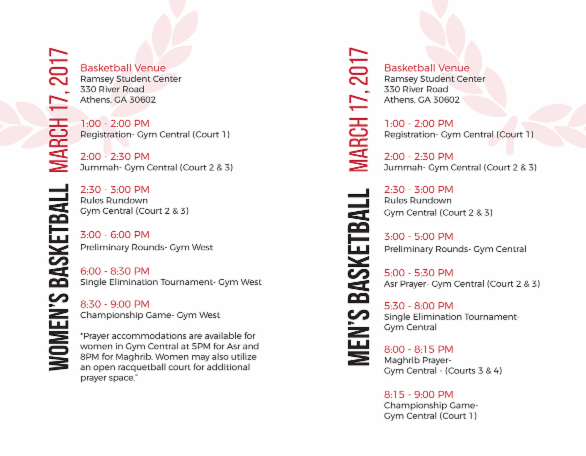 WOMEN'S BASKETBALL MARCH 17, 2017
Basketball Venue
Ramsey Student Center
330 River Road
Athens, GA 30602
1:00 - 2:00 PM
Registration- Gym Central (Court 1)
2:00 - 2:30 PM
Jummah- Gym Central (Court 2 & 3)
2:30 - 3:00 PM
Rules Rundown
Gym Central (Court 2 & 3)
3:00 - 6:00 PM
Preliminary Rounds- Gym West
6:00 - 8:30 PM
Single Elimination Tournament- Gym West
8:30 - 9:00 PM
Championship Game- Gym West
"Prayer accommodations are available for
women in Gym Central at 5PM for Asr and
8PM for Maghrib. Women may also utilize
an open racquetball court for additional
prayer space."
MEN'S BASKETBALL MARCH 17, 2017
Basketball Venue
Ramsey Student Center
330 River Road
Athens, GA 30602
1:00 - 2:00 PM
Registration- Gym Central (Court 1)
2:00 - 2:30 PM
Jummah- Gym Central (Court 2 & 3)
2:30 - 3:00 PM
Rules Rundown
Gym Central (Court 2 & 3)
3:00 - 5:00 PM
Preliminary Rounds- Gym Central
5:00 - 5:30 PM
Asr Prayer- Gym Central (Court 2 & 3)
5:30 - 8:00 PM
Single Elimination Tournament-
Gym Central
8:00 - 8:15 PM
Maghrib Prayer-
Gym Central - (Courts 3 & 4)
8:15 - 9:00 PM
Championship Game-
Gym Central (Court 1)